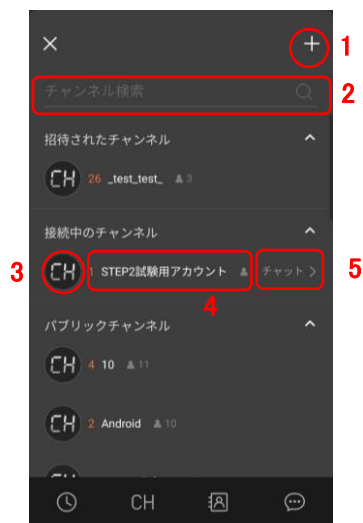 1
チャンネル検索
2
招待されたチャンネル
CH 26 _test_test_ 3
接続中のチャンネル
3
CH 1 STEP2試験用アカウント チャット
5
4
パブリックチャンネル
CH 4 10 11
CH 2 Android 10
CH